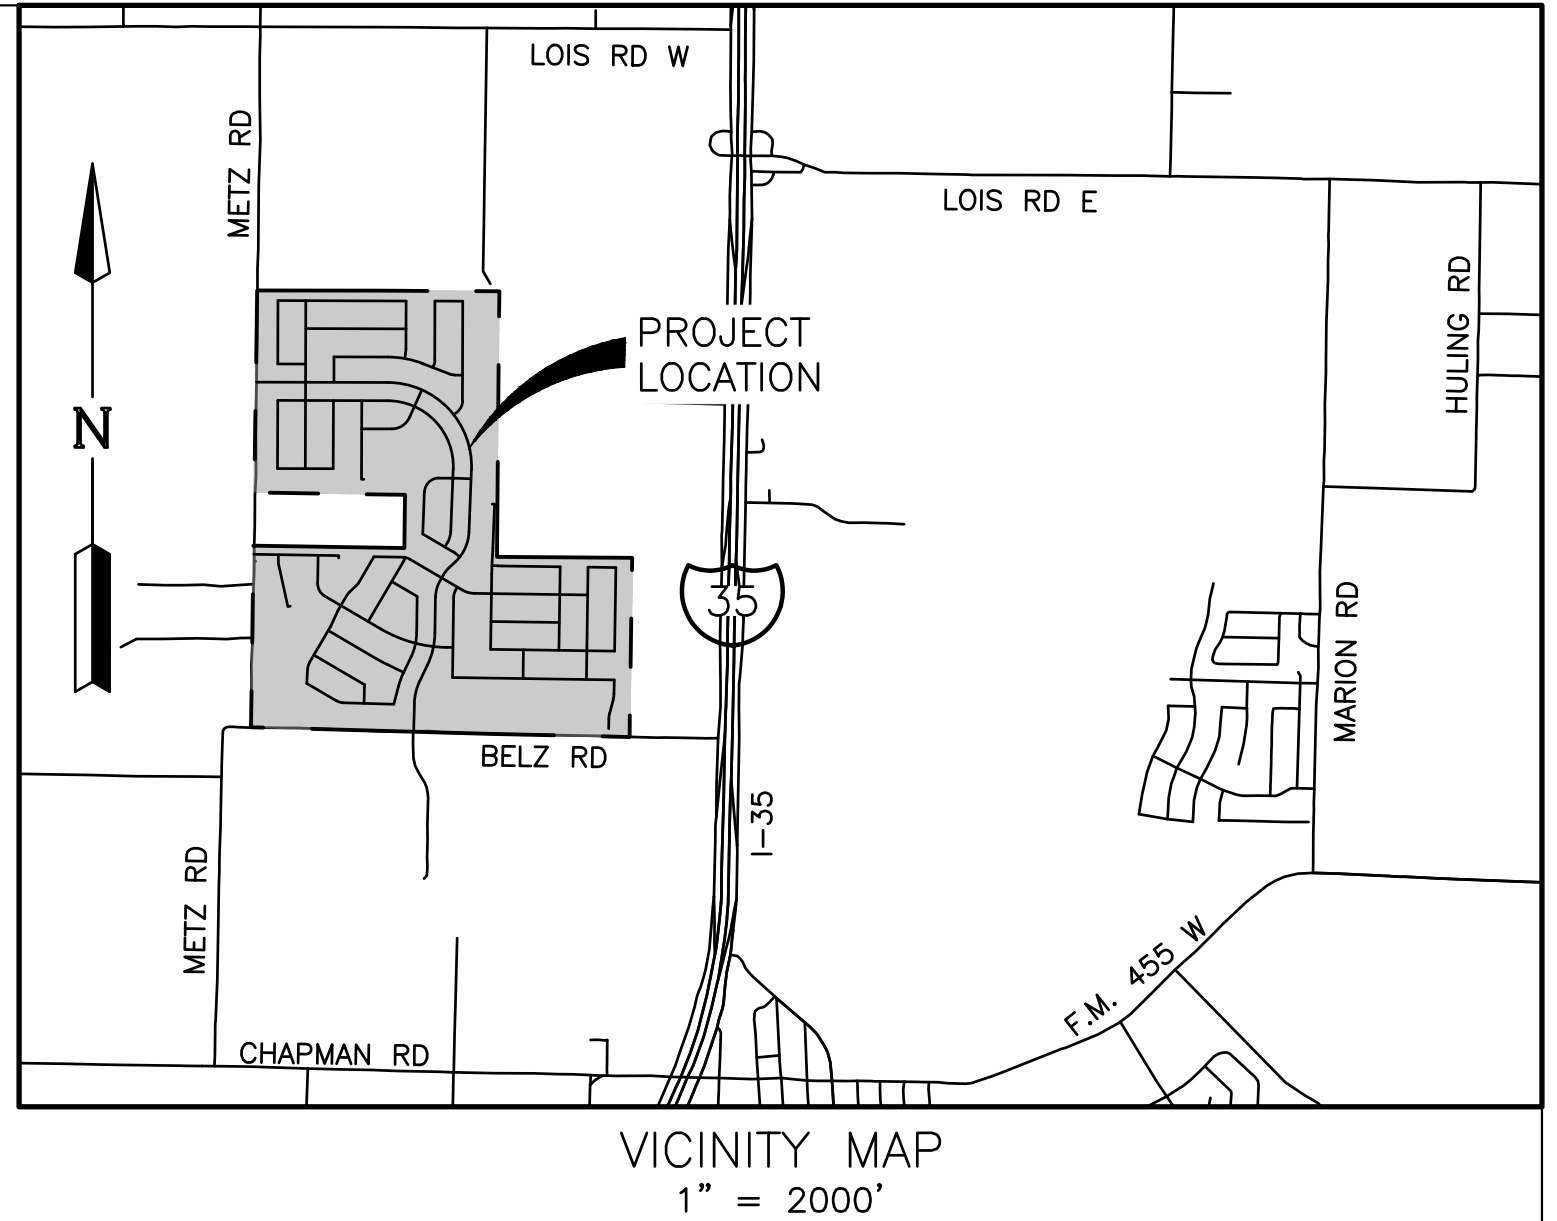 LOIS RD W
METZ RD
LOIS RD E
HULING RD
PROJECT
LOCATION
N
35
MARION RD
BELZ RD
I-35
METZ RD
F.M. 455 W
CHAPMAN RD
VICINITY MAP
1" = 2000'